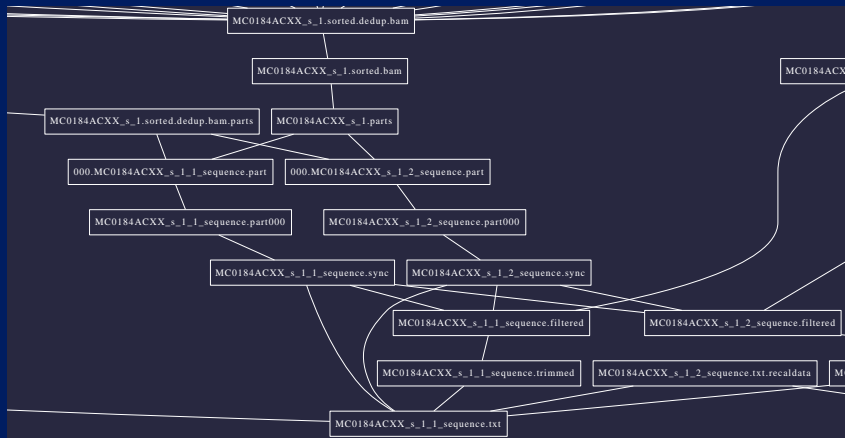 MC0184ACXX_s_1.sorted.dedup.bam
MC0184ACXX_s_1.sorted.bam
MC0184ACX
MC0184ACXX_s_1.sorted.dedup.bam.parts
MC0184ACXX_s_1.parts
000.MC0184ACXX_s_1_1_sequence.part
000.MC0184ACXX_s_1_2_sequence.part
MC0184ACXX_s_1_1_sequence.part000
MC0184ACXX_s_1_2_sequence.part000
MC0184ACXX_s_1_1_sequence.sync
MC0184ACXX_s_1_2_sequence.sync
MC0184ACXX_s_1_1_sequence.filtered
MC0184ACXX_s_1_2_sequence.filtered
MC0184ACXX_s_1_1_sequence.trimmed
MC0184ACXX_s_1_2_sequence.txt.recaldata
MC0184ACXX_s_1_1_sequence.txt